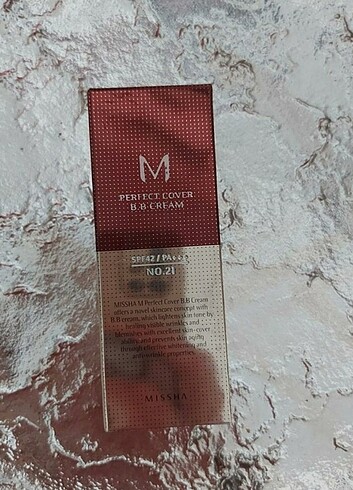 M
PERFECT COVER
B.B CREAM
SPF42 / PA+++
NO.21
MISSHA M Perfect Cover B.B Cream
offers a novel skincare concept with
B.B cream, which lightens skin tone by
healing visible wrinkles and
blemishes with excellent skin-cover
ability, and prevents skin aging
through effective whitening and
anti-wrinkle properties.
MISSHA